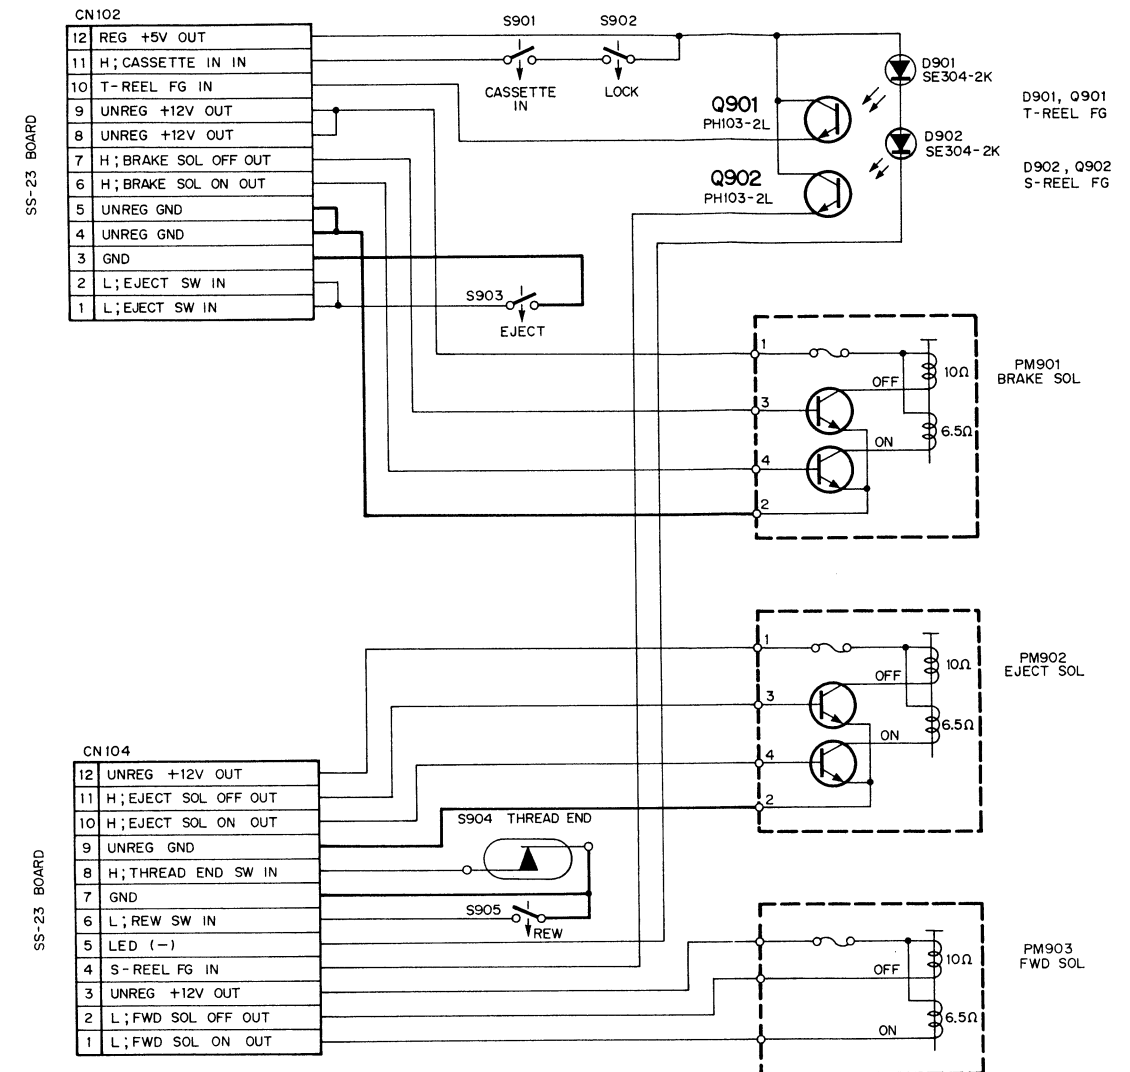 CN102
12 REG +5V OUT
11 H;CASSETTE IN IN
10 T-REEL FG IN
9 UNREG +12V OUT
8 UNREG +12V OUT
7 H;BRAKE SOL OFF OUT
6 H;BRAKE SOL ON OUT
5 UNREG GND
4 UNREG GND
3 GND
2 L;EJECT SW IN
1 L;EJECT SW IN
SS-23 BOARD
S901
CASSETTE
IN
S902
LOCK
S903
EJECT
Q901
PH103-2L
Q902
PH103-2L
D901
SE304-2K
D902
SE304-2K
D901, Q901
T-REEL FG
D902, Q902
S-REEL FG
1
3
4
2
OFF
ON
10Ω
6.5Ω
PM901
BRAKE SOL
1
3
4
2
OFF
ON
10Ω
6.5Ω
PM902
EJECT SOL
CN104
12 UNREG +12V OUT
11 H;EJECT SOL OFF OUT
10 H;EJECT SOL ON OUT
9 UNREG GND
8 H;THREAD END SW IN
7 GND
6 L;REW SW IN
5 LED (-)
4 S-REEL FG IN
3 UNREG +12V OUT
2 L;FWD SOL OFF OUT
1 L;FWD SOL ON OUT
SS-23 BOARD
S904 THREAD END
S905
REW
OFF
ON
10Ω
6.5Ω
PM903
FWD SOL